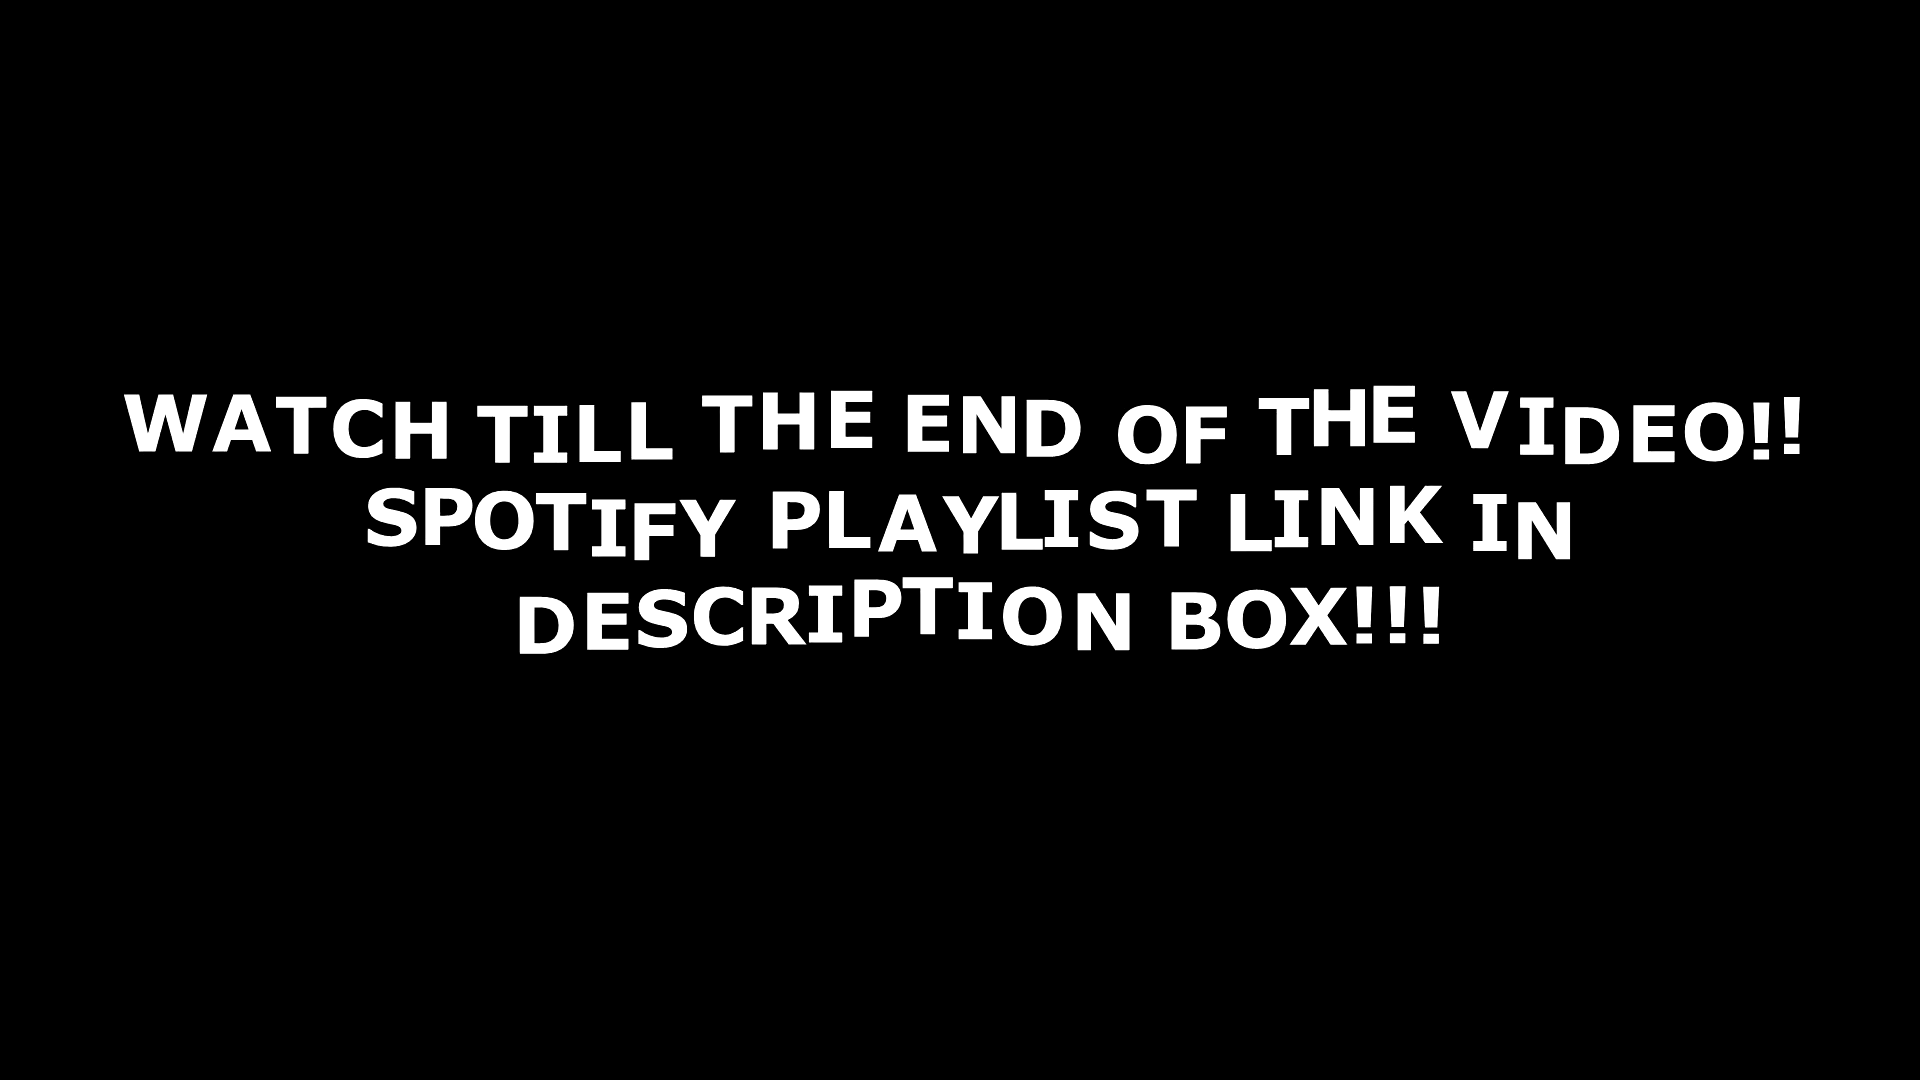 WATCH TILL THE END OF THE VIDEO!!
SPOTIFY PLAYLIST LINK IN
DESCRIPTION BOX!!!